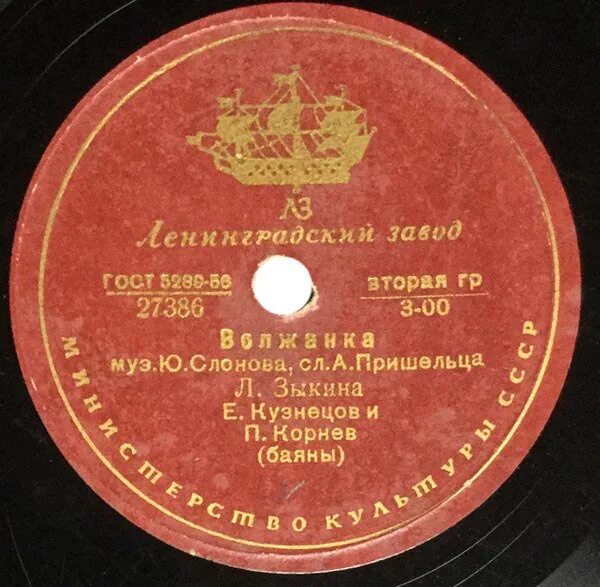 ЛЗ
Ленинградский завод
ГОСТ 5289-56
27386
вторая гр
3-00
Волжанка
муз.Ю.Слонова, сл.А.Пришельца
Л. Зыкина
Е. Кузнецов и
П. Корнев
(баяны)
МИНИСТЕРСТВО КУЛЬТУРЫ СССР